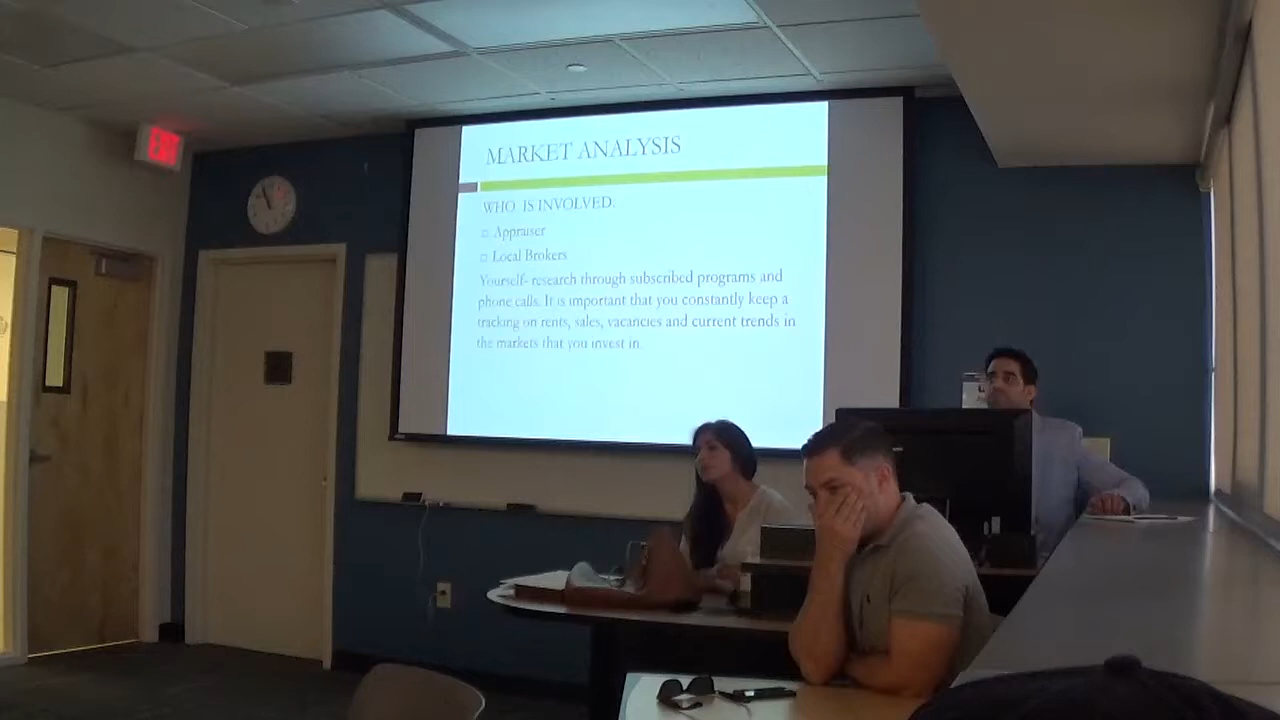 EXIT
MARKET ANALYSIS
WHO IS INVOLVED.
Appraiser
Local Brokers
Yourself- research through subscribed programs and
phone calls. It is important that you constantly keep a
tracking on rents, sales, vacancies and current trends in
the markets that you invest in.